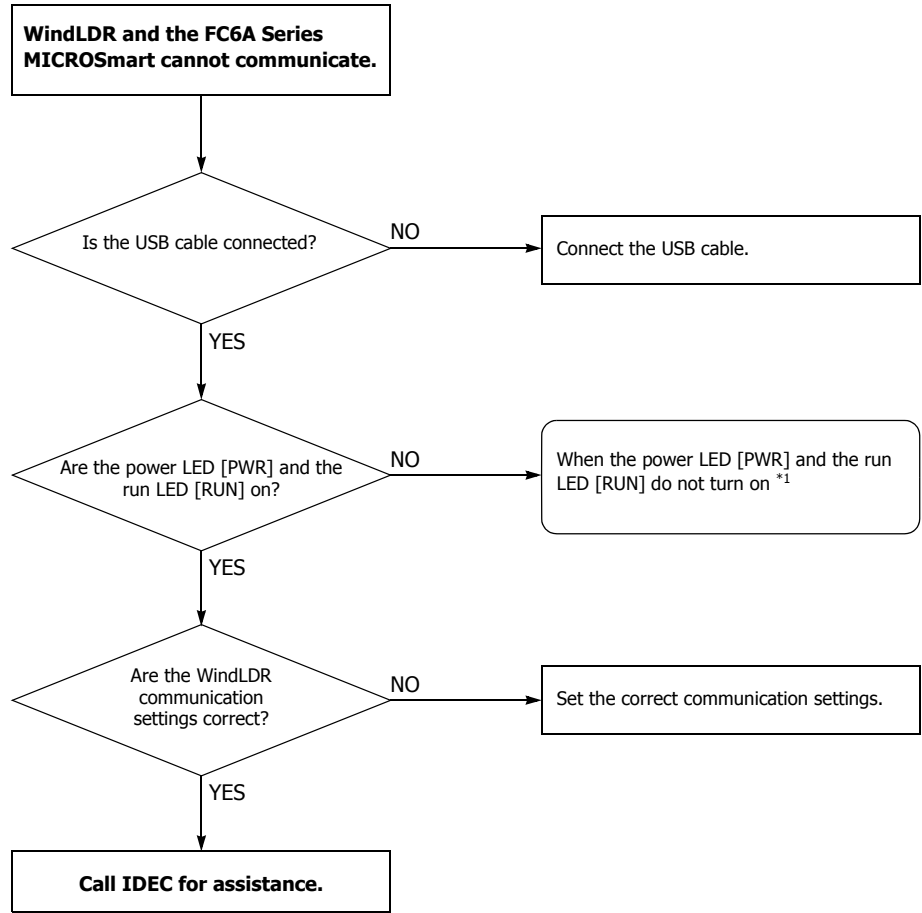 WindLDR and the FC6A Series
MICROSmart cannot communicate.
Is the USB cable connected?
NO
Connect the USB cable.
YES
Are the power LED [PWR] and the
run LED [RUN] on?
NO
When the power LED [PWR] and the run
LED [RUN] do not turn on *1
YES
Are the WindLDR
communication
settings correct?
NO
Set the correct communication settings.
YES
Call IDEC for assistance.